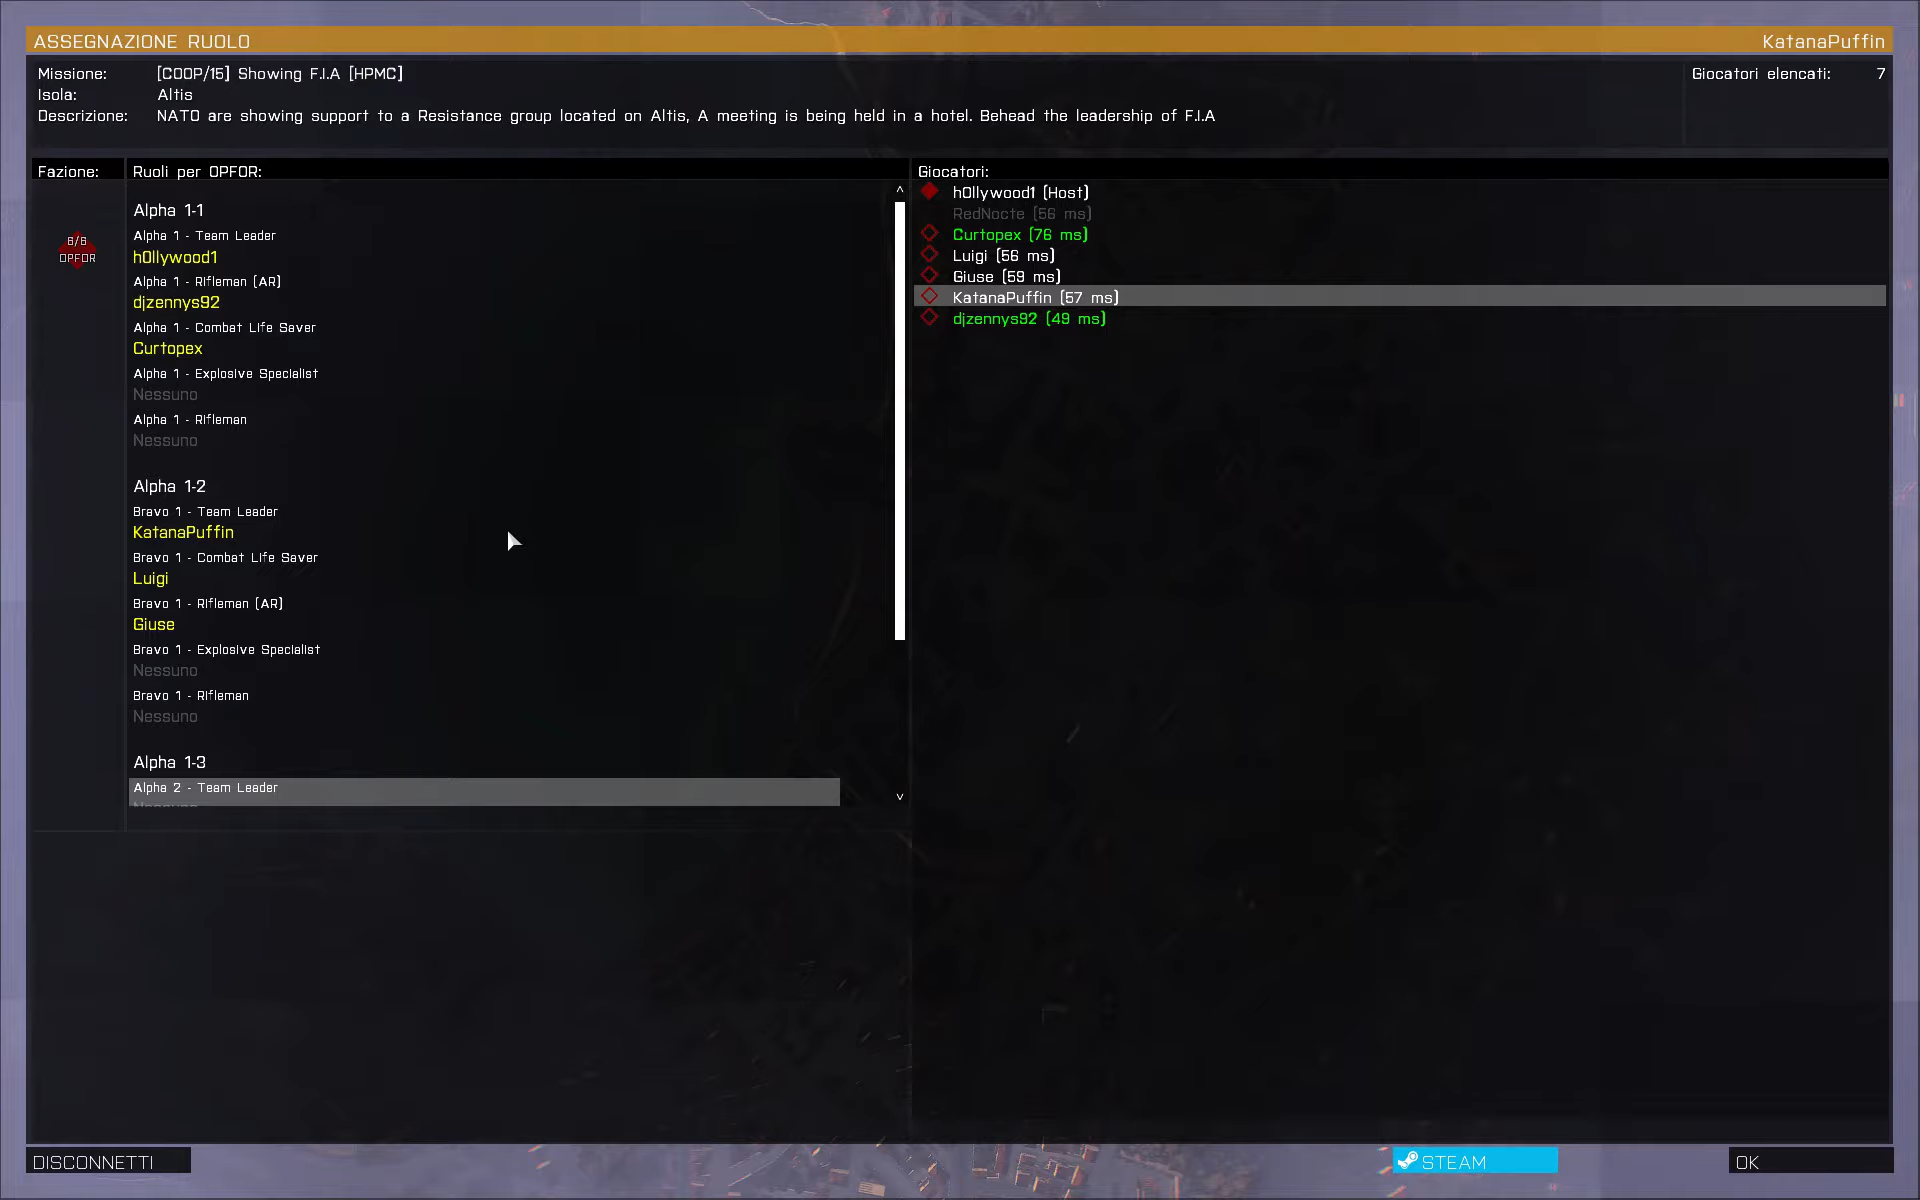 ASSEGNAZIONE RUOLO
KatanaPuffin
Missione: [COOP/15] Showing F.I.A [HPMC]
Giocatori elencati: 7
Isola: Altis
Descrizione: NATO are showing support to a Resistance group located on Altis, A meeting is being held in a hotel. Behead the leadership of F.I.A
Fazione:
6/6
OPFOR
Ruoli per OPFOR:
Alpha 1-1
Alpha 1 - Team Leader
h0llywood1
Alpha 1 - Rifleman (AR)
djzennys92
Alpha 1 - Combat Life Saver
Curtopex
Alpha 1 - Explosive Specialist
Nessuno
Alpha 1 - Rifleman
Nessuno
Alpha 1-2
Bravo 1 - Team Leader
KatanaPuffin
Bravo 1 - Combat Life Saver
Luigi
Bravo 1 - Rifleman (AR)
Giuse
Bravo 1 - Explosive Specialist
Nessuno
Bravo 1 - Rifleman
Nessuno
Alpha 1-3
Alpha 2 - Team Leader
Nessuno
Giocatori:
h0llywood1 (Host)
RedNocte (56 ms)
Curtopex (76 ms)
Luigi (56 ms)
Giuse (59 ms)
KatanaPuffin (57 ms)
djzennys92 (49 ms)
DISCONNETTI
STEAM
OK